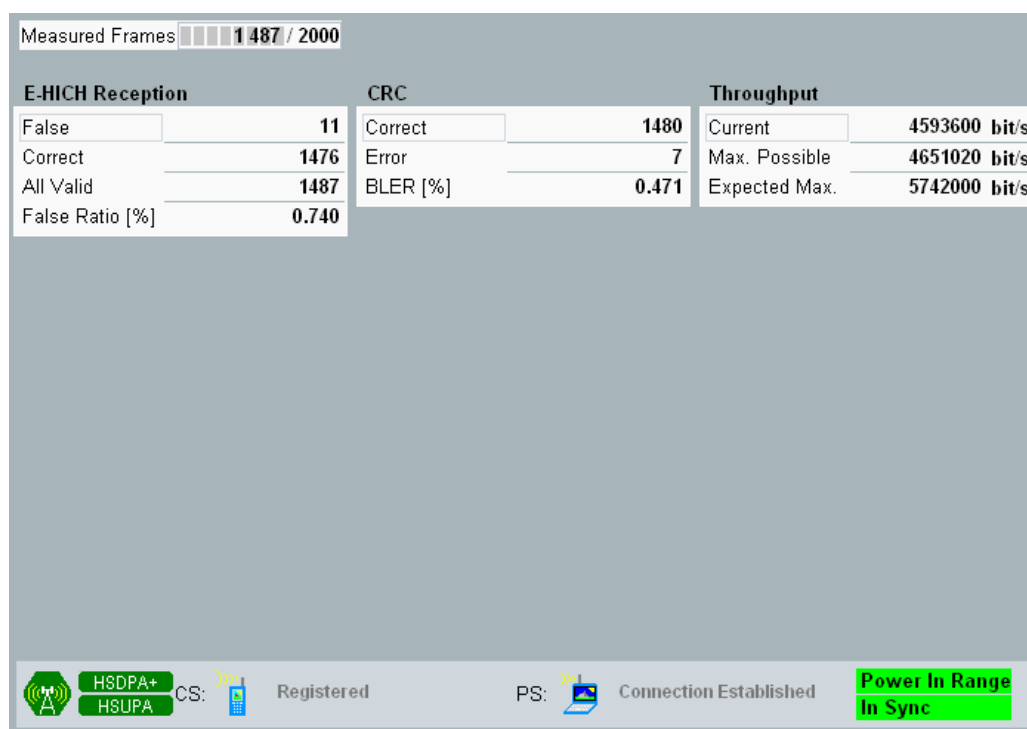 Measured Frames 1 487 / 2000
E-HICH Reception
False 11
Correct 1476
All Valid 1487
False Ratio [%] 0.740
CRC
Correct 1480
Error 7
BLER [%] 0.471
Throughput
Current 4593600 bit/s
Max. Possible 4651020 bit/s
Expected Max. 5742000 bit/s
HSDPA+
HSUPA
CS: Registered
PS: Connection Established
Power In Range
In Sync